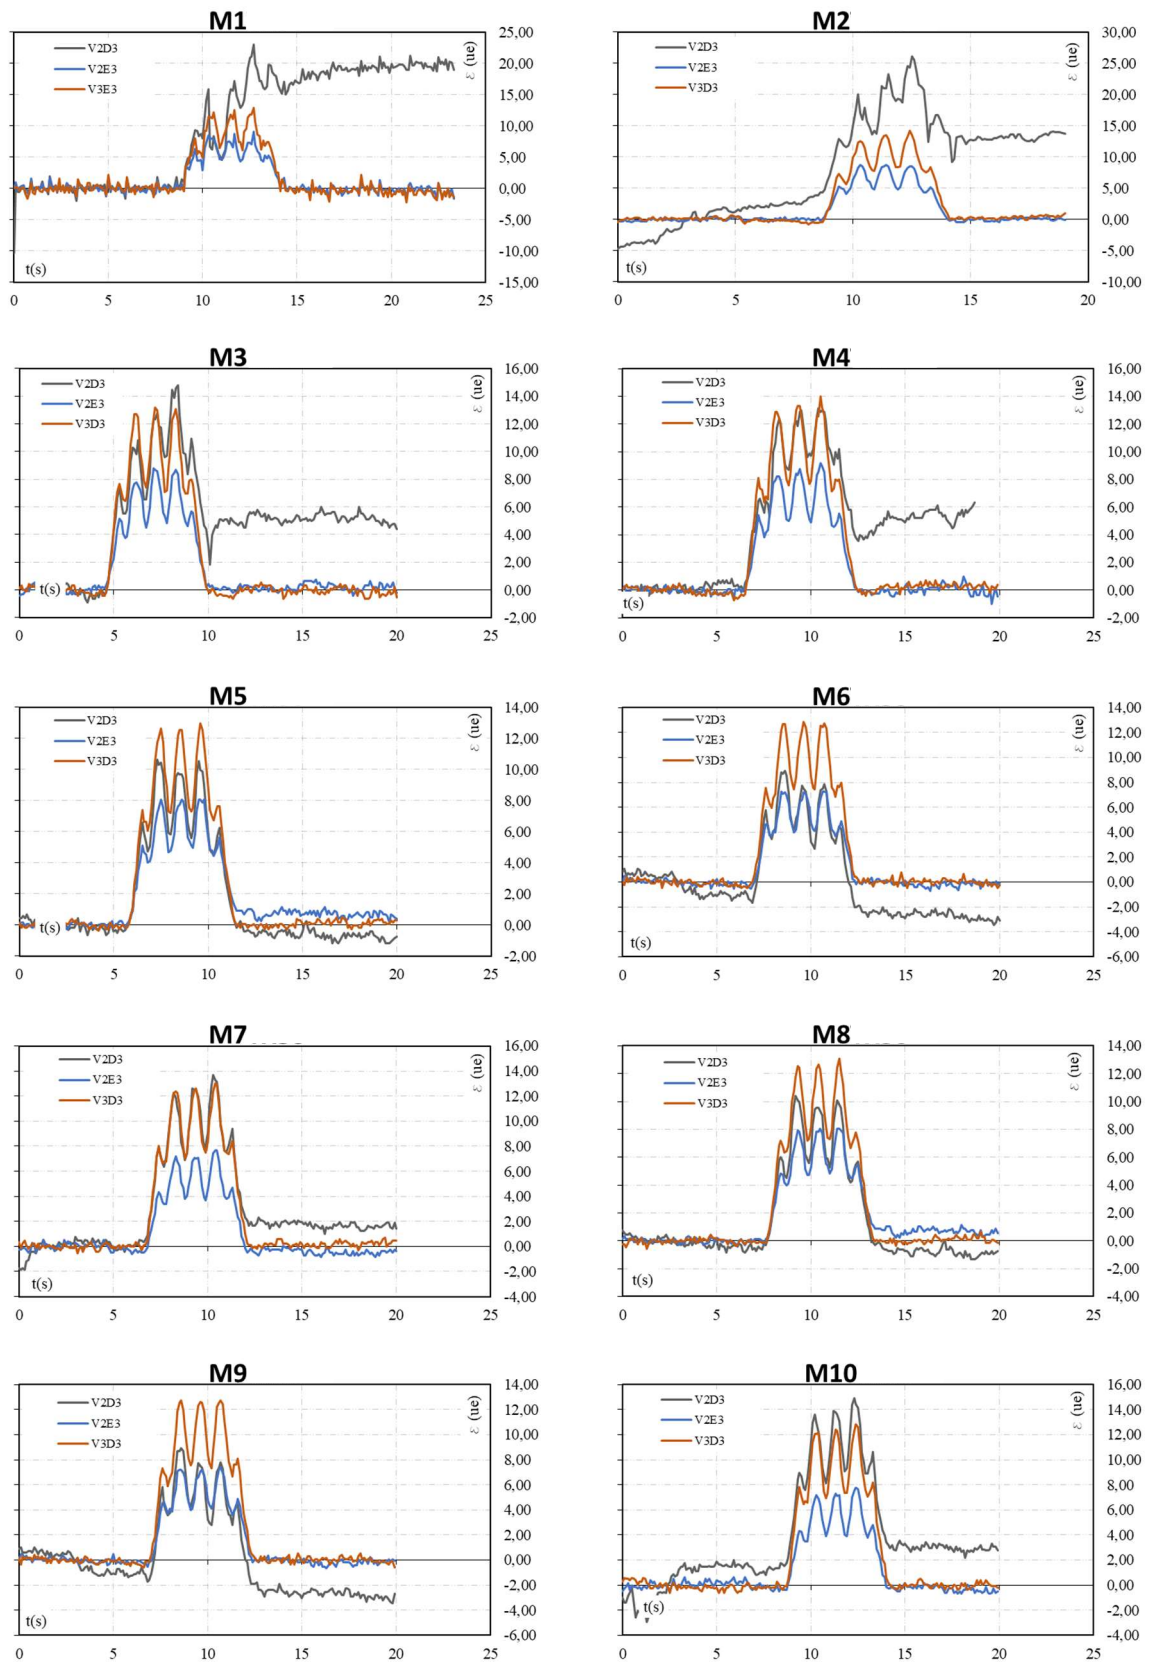 M1
V2D3
V2E3
V3E3
ε (ue)
25,00
20,00
15,00
10,00
5,00
0,00
-5,00
-10,00
-15,00
t(s)
0 5 10 15 20 25
M2
V2D3
V2E3
V3D3
ε (ue)
30,00
25,00
20,00
15,00
10,00
5,00
0,00
-5,00
-10,00
t(s)
0 5 10 15 20
M3
V2D3
V2E3
V3D3
ε (ue)
16,00
14,00
12,00
10,00
8,00
6,00
4,00
2,00
0,00
-2,00
t(s)
0 5 10 15 20 25
M4
V2D3
V2E3
V3D3
ε (ue)
16,00
14,00
12,00
10,00
8,00
6,00
4,00
2,00
0,00
-2,00
t(s)
0 5 10 15 20 25
M5
V2D3
V2E3
V3D3
ε (ue)
14,00
12,00
10,00
8,00
6,00
4,00
2,00
0,00
-2,00
t(s)
0 5 10 15 20 25
M6
V2D3
V2E3
V3D3
ε (ue)
14,00
12,00
10,00
8,00
6,00
4,00
2,00
0,00
-2,00
-4,00
-6,00
t(s)
0 5 10 15 20 25
M7
V2D3
V2E3
V3D3
ε (ue)
16,00
14,00
12,00
10,00
8,00
6,00
4,00
2,00
0,00
-2,00
-4,00
t(s)
0 5 10 15 20 25
M8
V2D3
V2E3
V3D3
ε (ue)
14,00
12,00
10,00
8,00
6,00
4,00
2,00
0,00
-2,00
-4,00
t(s)
0 5 10 15 20 25
M9
V2D3
V2E3
V3D3
ε (ue)
14,00
12,00
10,00
8,00
6,00
4,00
2,00
0,00
-2,00
-4,00
-6,00
t(s)
0 5 10 15 20 25
M10
V2D3
V2E3
V3D3
ε (ue)
16,00
14,00
12,00
10,00
8,00
6,00
4,00
2,00
0,00
-2,00
-4,00
t(s)
0 5 10 15 20 25